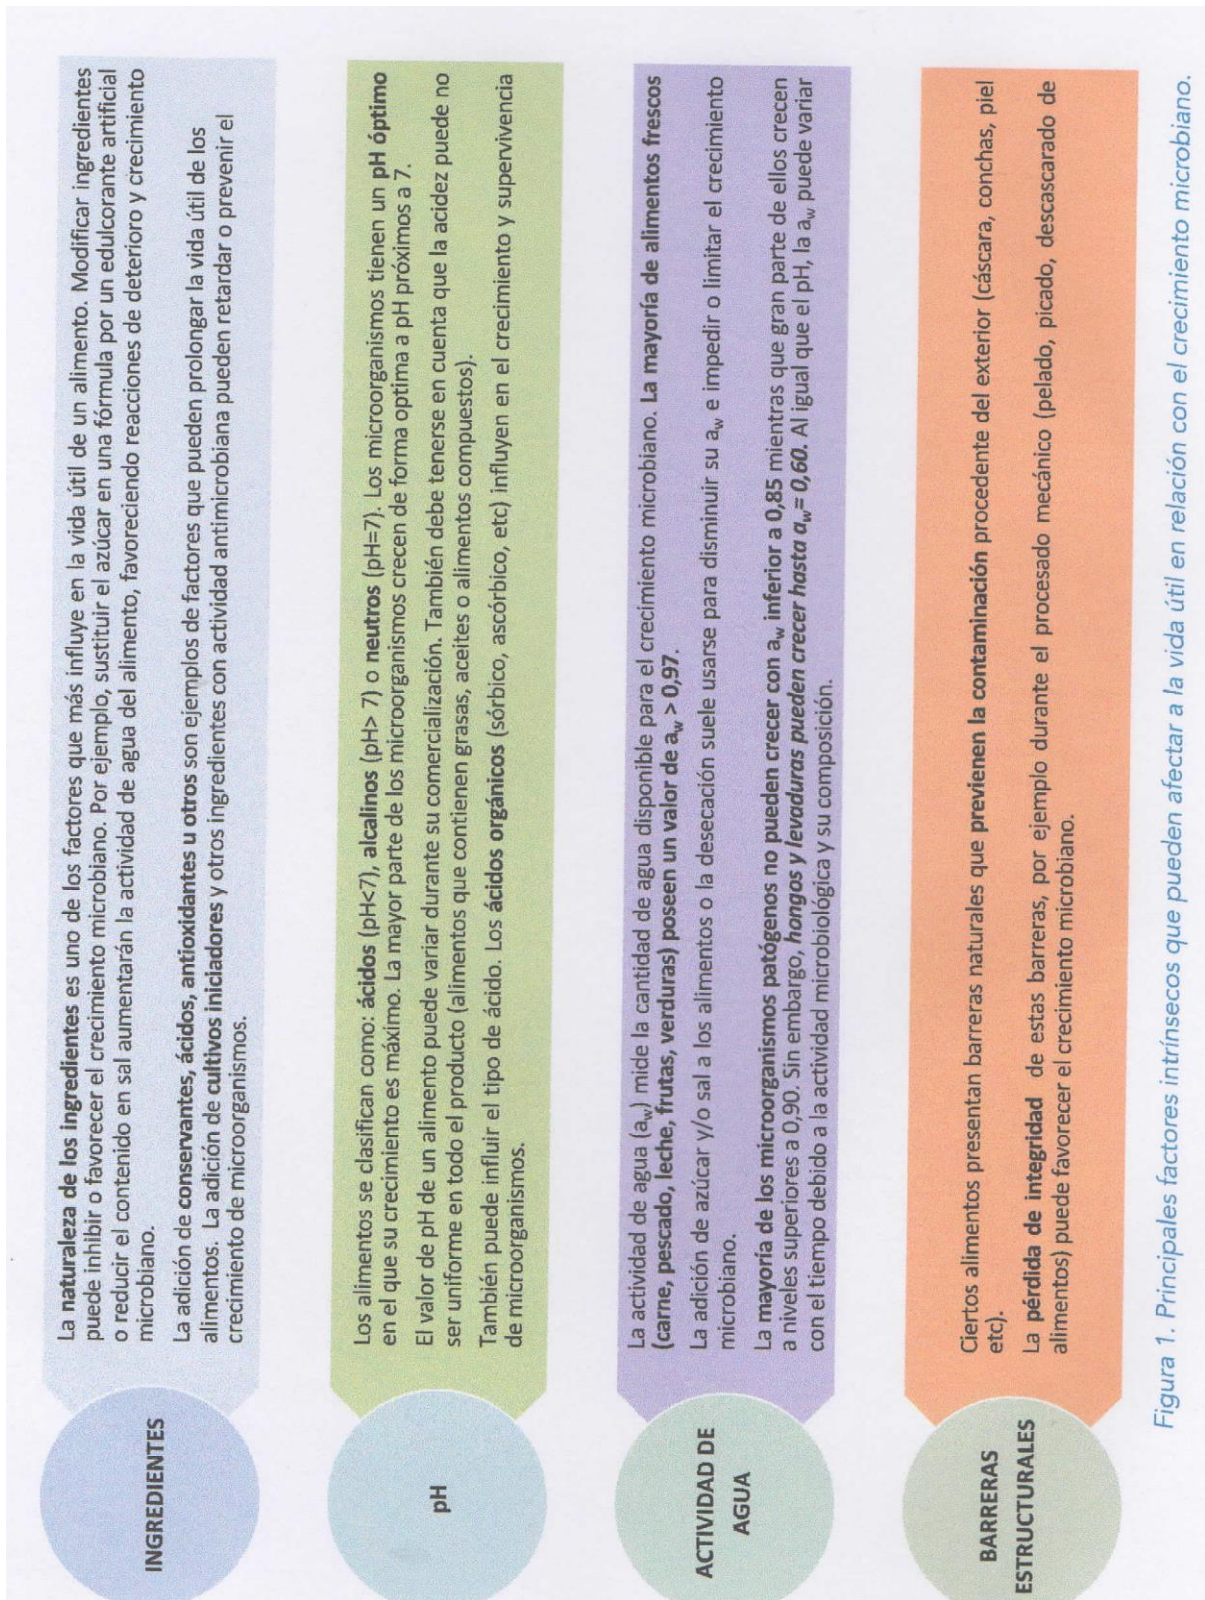 INGREDIENTES
La naturaleza de los ingredientes es uno de los factores que más influye en la vida útil de un alimento. Modificar ingredientes
puede inhibir o favorecer el crecimiento microbiano. Por ejemplo, sustituir el azúcar en una fórmula por un edulcorante artificial
o reducir el contenido en sal aumentarán la actividad de agua del alimento, favoreciendo reacciones de deterioro y crecimiento
microbiano.
La adición de conservantes, ácidos, antioxidantes u otros son ejemplos de factores que pueden prolongar la vida útil de los
alimentos. La adición de cultivos iniciadores y otros ingredientes con actividad antimicrobiana pueden retardar o prevenir el
crecimiento de microorganismos.
pH
Los alimentos se clasifican como: ácidos (pH<7), alcalinos (pH> 7) o neutros (pH=7). Los microorganismos tienen un pH óptimo
en el que su crecimiento es máximo. La mayor parte de los microorganismos crecen de forma optima a pH próximos a 7.
El valor de pH de un alimento puede variar durante su comercialización. También debe tenerse en cuenta que la acidez puede no
ser uniforme en todo el producto (alimentos que contienen grasas, aceites o alimentos compuestos).
También puede influir el tipo de ácido. Los ácidos orgánicos (sórbico, ascórbico, etc) influyen en el crecimiento y supervivencia
de microorganismos.
ACTIVIDAD DE
AGUA
La actividad de agua (aw) mide la cantidad de agua disponible para el crecimiento microbiano. La mayoría de alimentos frescos
(carne, pescado, leche, frutas, verduras) posen un valor de aw > 0,97.
La adición de azúcar y/o sal a los alimentos o la desecación suele usarse para disminuir su aw e impedir o limitar el crecimiento
microbiano.
La mayoría de los microorganismos patógenos no pueden crecer con aw inferior a 0,85 mientras que gran parte de ellos crecen
a niveles superiores a 0,90. Sin embargo, hongos y levaduras pueden crecer hasta aw= 0,60. Al igual que el pH, la aw puede variar
con el tiempo debido a la actividad microbiológica y su composición.
BARRERAS
ESTRUCTURALES
Ciertos alimentos presentan barreras naturales que previenen la contaminación procedente del exterior (cáscara, conchas, piel
etc).
La pérdida de integridad de estas barreras, por ejemplo durante el procesado mecánico (pelado, picado, descascarado de
alimentos) puede favorecer el crecimiento microbiano.
Figura 1. Principales factores intrínsecos que pueden afectar a la vida útil en relación con el crecimiento microbiano.